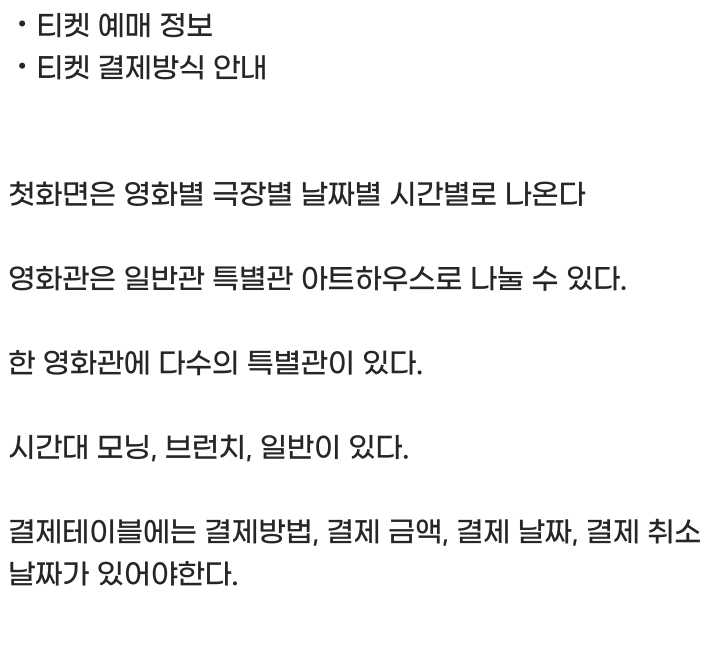 • 티켓 예매 정보
• 티켓 결제방식 안내
첫화면은 영화별 극장별 날짜별 시간별로 나온다
영화관은 일반관 특별관 아트하우스로 나눌 수 있다.
한 영화관에 다수의 특별관이 있다.
시간대 모닝, 브런치, 일반이 있다.
결제테이블에는 결제방법, 결제 금액, 결제 날짜, 결제 취소
날짜가 있어야한다.